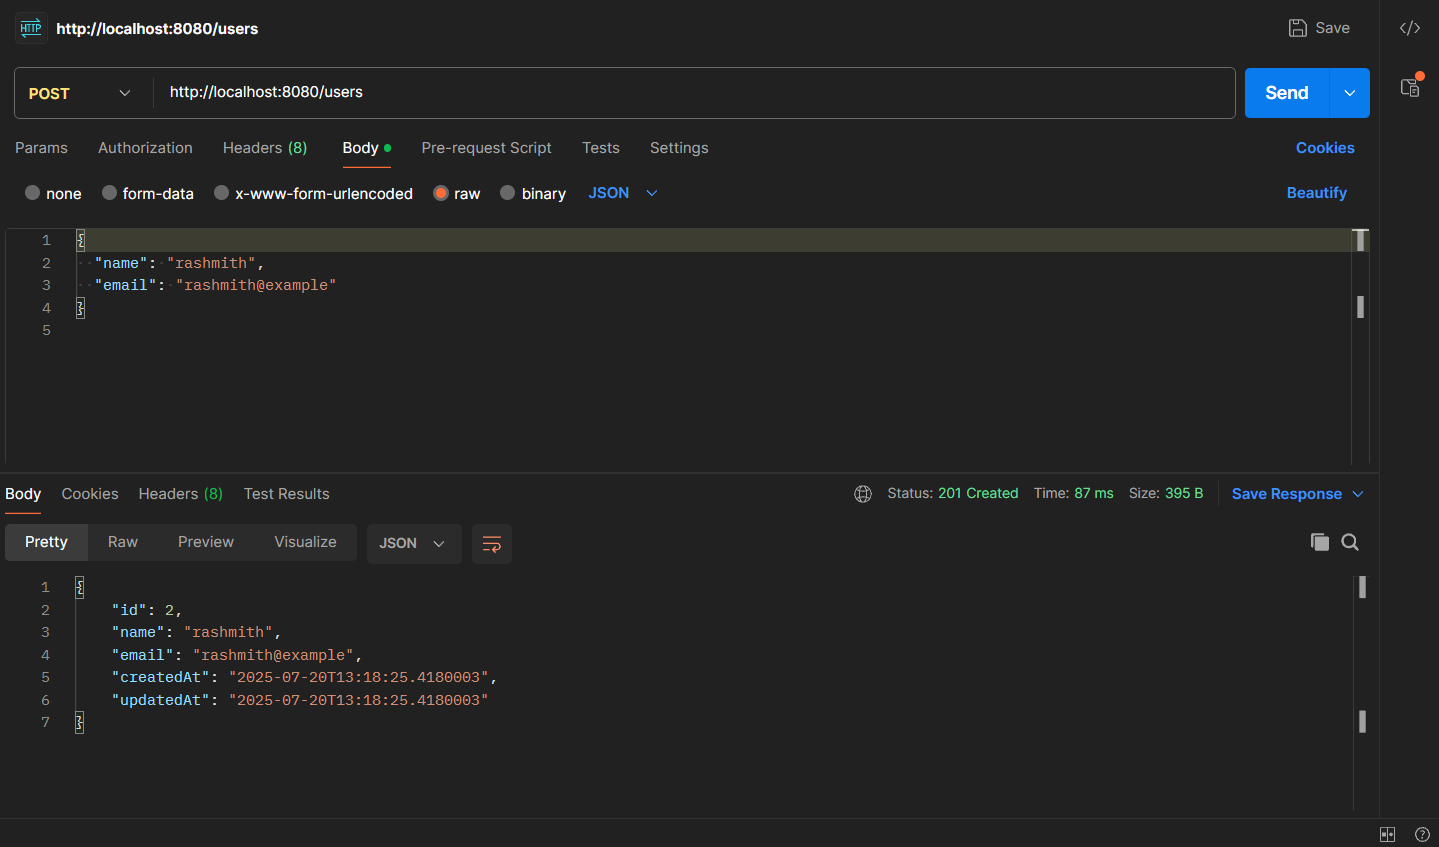 HTTP http://localhost:8080/users Save </>
POST http://localhost:8080/users Send
Params Authorization Headers (8) Body Pre-request Script Tests Settings Cookies
none form-data x-www-form-urlencoded raw binary JSON Beautify
1 {
2 "name": "rashmith",
3 "email": "rashmith@example"
4 }
5
Body Cookies Headers (8) Test Results Status: 201 Created Time: 87 ms Size: 395 B Save Response
Pretty Raw Preview Visualize JSON
1 {
2 "id": 2,
3 "name": "rashmith",
4 "email": "rashmith@example",
5 "createdAt": "2025-07-20T13:18:25.4180003",
6 "updatedAt": "2025-07-20T13:18:25.4180003"
7 }